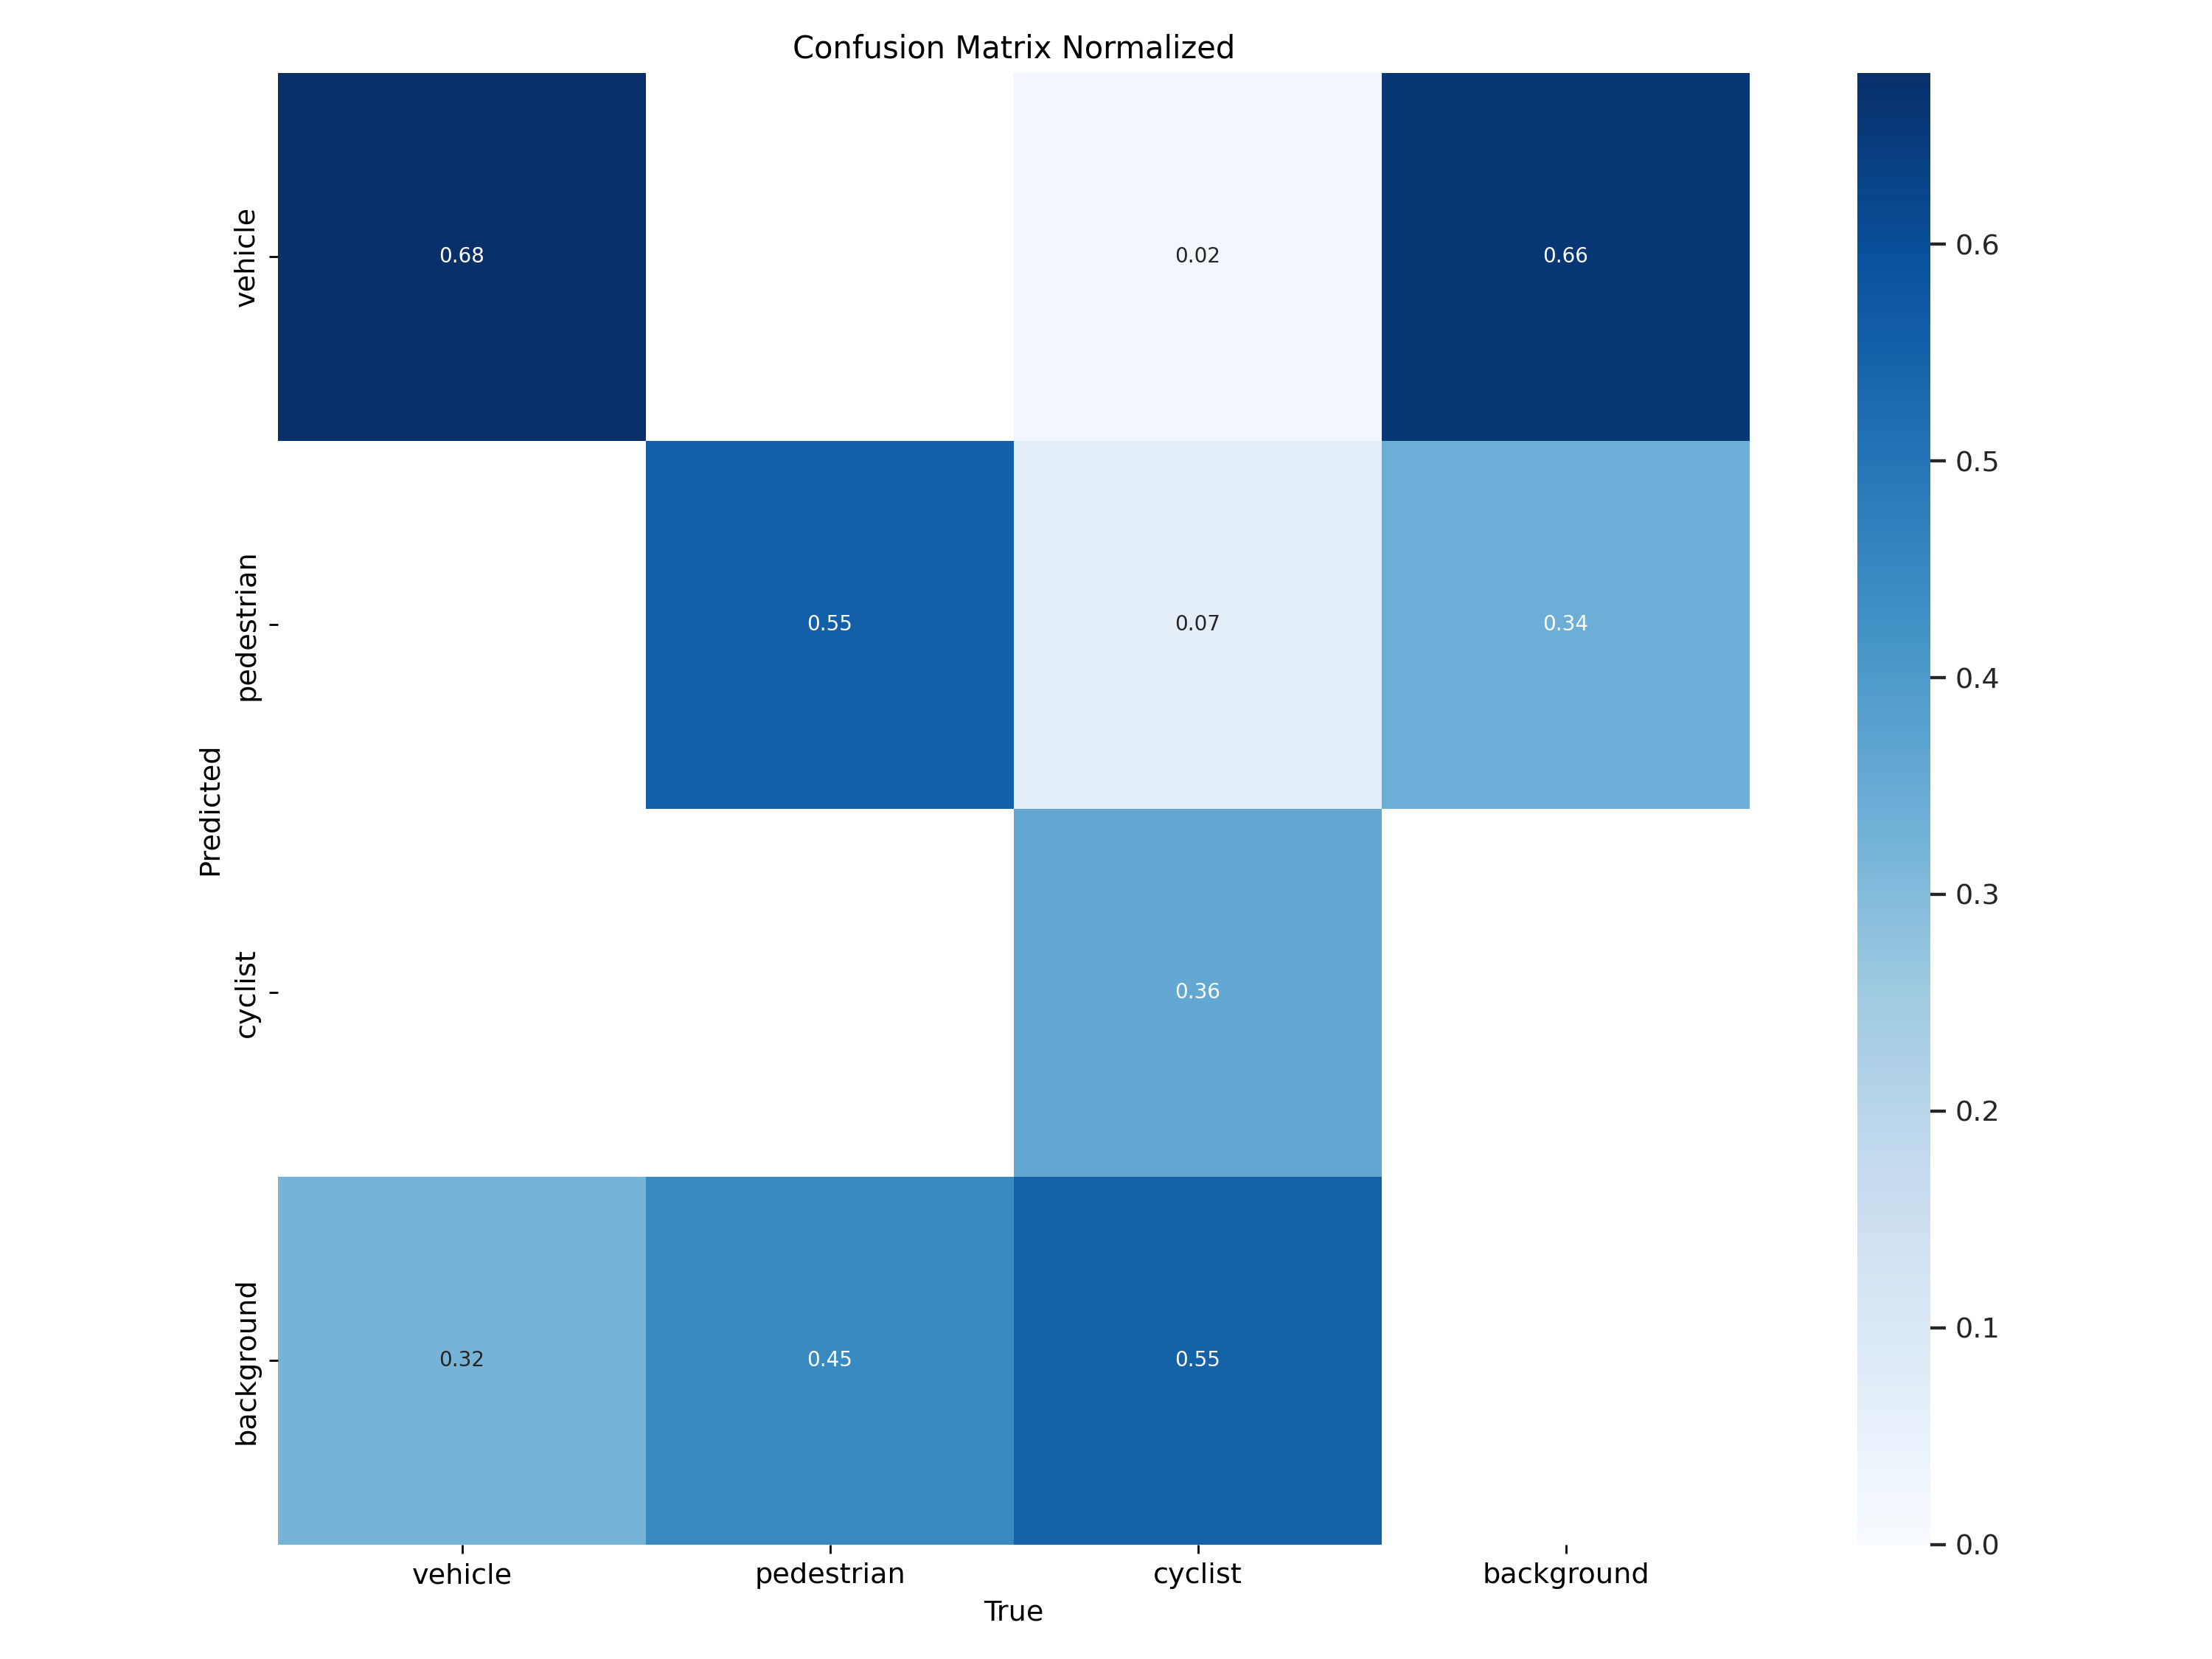 Confusion Matrix Normalized
vehicle
0.68
0.02
0.66
0.6
0.5
pedestrian
0.55
0.07
0.34
0.4
Predicted
0.3
cyclist
0.36
0.2
background
0.32
0.45
0.55
0.1
0.0
vehicle
pedestrian
cyclist
background
True